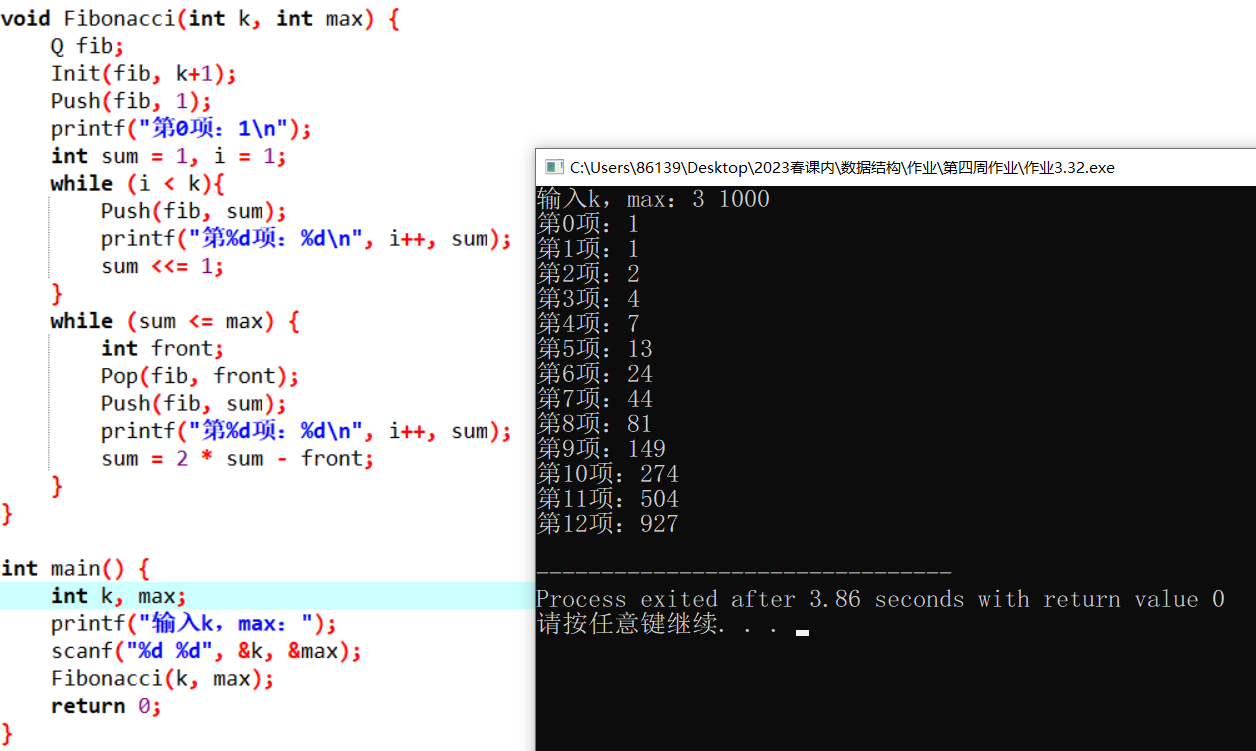 void Fibonacci(int k, int max) {
    Q fib;
    Init(fib, k+1);
    Push(fib, 1);
    printf("第0项：1\n");
    int sum = 1, i = 1;
    while (i < k){
        Push(fib, sum);
        printf("第%d项：%d\n", i++, sum);
        sum <<= 1;
    }
    while (sum <= max) {
        int front;
        Pop(fib, front);
        Push(fib, sum);
        printf("第%d项：%d\n", i++, sum);
        sum = 2 * sum - front;
    }
}
int main() {
    int k, max;
    printf("输入k，max：");
    scanf("%d %d", &k, &max);
    Fibonacci(k, max);
    return 0;
}
C:\Users\86139\Desktop\2023春课内\数据结构\作业\第四周作业\作业3.32.exe
输入k，max：3 1000
第0项：1
第1项：1
第2项：2
第3项：4
第4项：7
第5项：13
第6项：24
第7项：44
第8项：81
第9项：149
第10项：274
第11项：504
第12项：927
--------------------------------
Process exited after 3.86 seconds with return value 0
请按任意键继续. . .